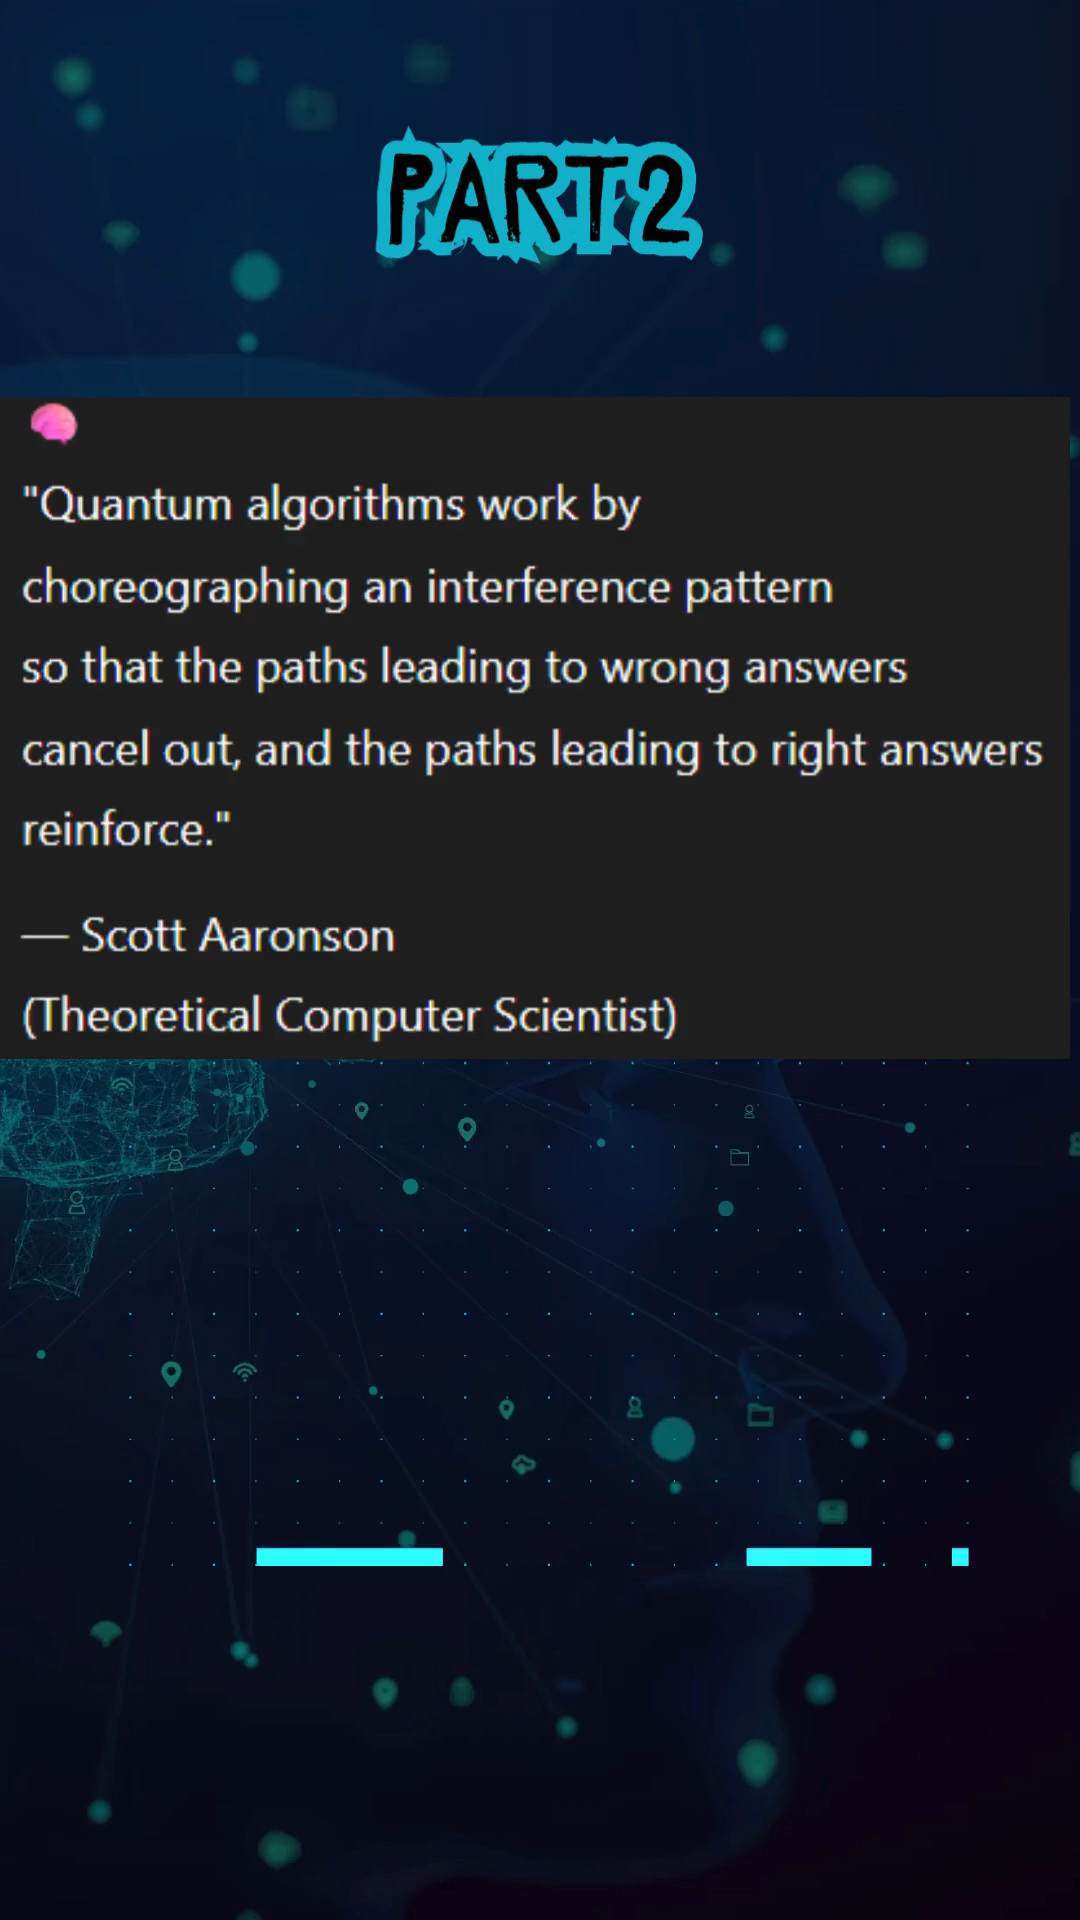 PART2
"Quantum algorithms work by
choreographing an interference pattern
so that the paths leading to wrong answers
cancel out, and the paths leading to right answers
reinforce."
— Scott Aaronson
(Theoretical Computer Scientist)